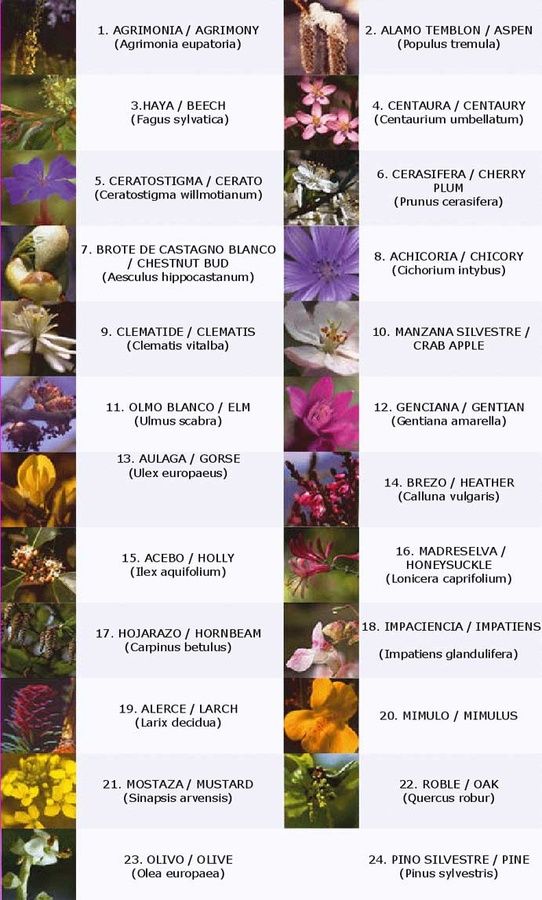 1. AGRIMONIA / AGRIMONY
(Agrimonia eupatoria)
2. ALAMO TEMBLON / ASPEN
(Populus tremula)
3.HAYA / BEECH
(Fagus sylvatica)
4. CENTAURA / CENTAURY
(Centaurium umbellatum)
5. CERATOSTIGMA / CERATO
(Ceratostigma willmotianum)
6. CERASIFERA / CHERRY
PLUM
(Prunus cerasifera)
7. BROTE DE CASTAGNO BLANCO
/ CHESTNUT BUD
(Aesculus hippocastanum)
8. ACHICORIA / CHICORY
(Cichorium intybus)
9. CLEMATIDE / CLEMATIS
(Clematis vitalba)
10. MANZANA SILVESTRE /
CRAB APPLE
11. OLMO BLANCO / ELM
(Ulmus scabra)
12. GENCIANA / GENTIAN
(Gentiana amarella)
13. AULAGA / GORSE
(Ulex europaeus)
14. BREZO / HEATHER
(Calluna vulgaris)
15. ACEBO / HOLLY
(Ilex aquifolium)
16. MADRESELVA /
HONEYSUCKLE
(Lonicera caprifolium)
17. HOJARAZO / HORNBEAM
(Carpinus betulus)
18. IMPACIENCIA / IMPATIENS
(Impatiens glandulifera)
19. ALERCE / LARCH
(Larix decidua)
20. MIMULO / MIMULUS
21. MOSTAZA / MUSTARD
(Sinapsis arvensis)
22. ROBLE / OAK
(Quercus robur)
23. OLIVO / OLIVE
(Olea europaea)
24. PINO SILVESTRE / PINE
(Pinus sylvestris)